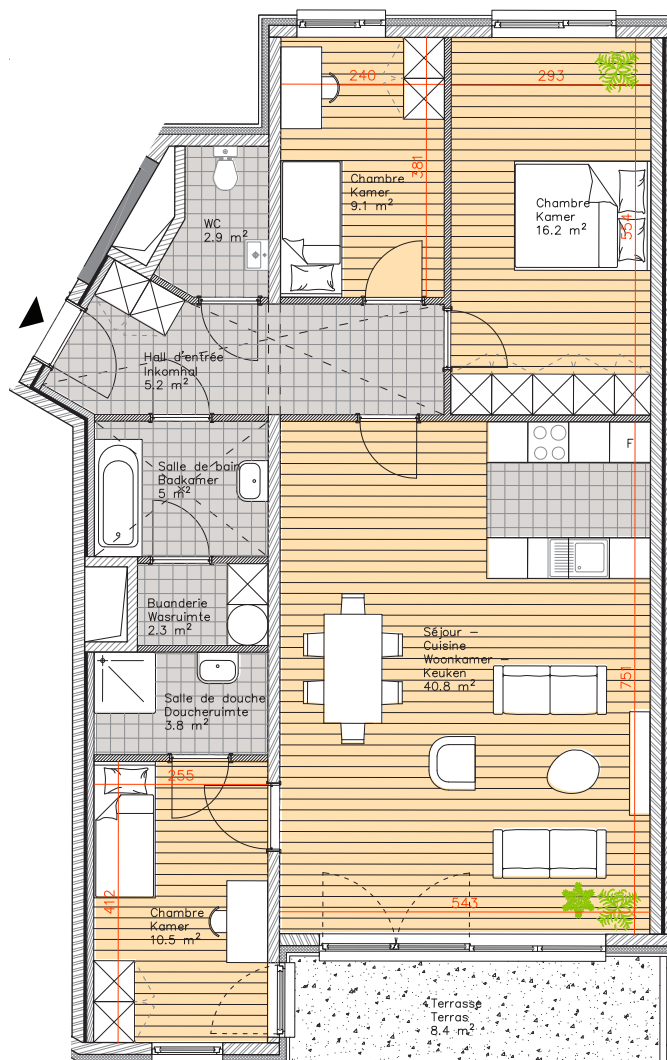 240
293
381
Chambre
Kamer
9.1 m²
WC
2.9 m²
Chambre
Kamer
16.2 m²
554
Hall d'entrée
Inkomhal
5.2 m²
F
Salle de bain
Badkamer
5 m²
Buanderie
Wasruimte
2.3 m²
Séjour –
Cuisine
Woonkamer –
Keuken
40.8 m²
751
Salle de douche
Doucheruimte
3.8 m²
255
412
Chambre
Kamer
10.5 m²
543
Terrasse
Terras
8.4 m²